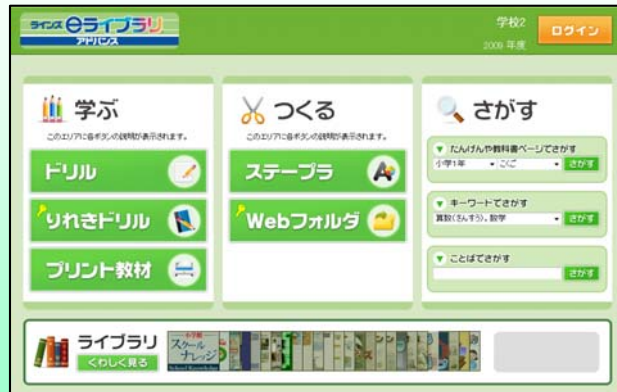 ラインズeライブラリ
アドバンス
学校2
2009 年度
ログイン
学ぶ
このエリアに各ボタンの説明が表示されます。
ドリル
りれきドリル
プリント教材
つくる
このエリアに各ボタンの説明が表示されます。
ステープラ
Webフォルダ
さがす
たんげんや教科書ページでさがす
小学1年 こくご さがす
キーワードでさがす
算数(さんすう)、数学 さがす
ことばでさがす
さがす
ライブラリ
くわしく見る
小学館
スクール
ナレッジ
School Knowledge